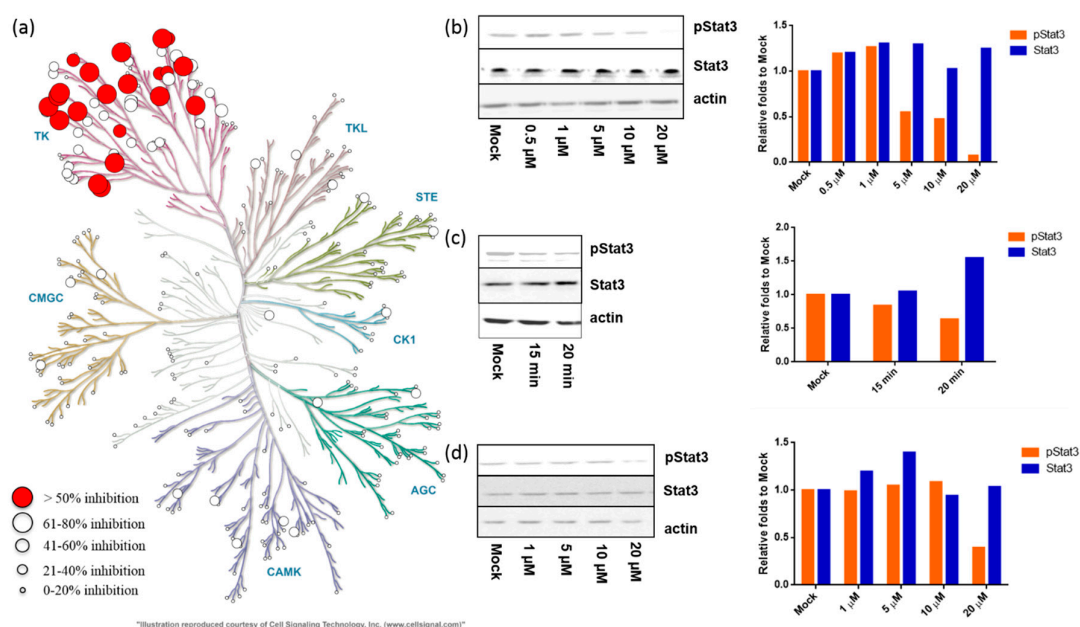 (a)
TK
TKL
STE
CMGC
CK1
AGC
CAMK
> 50% inhibition
61-80% inhibition
41-60% inhibition
21-40% inhibition
0-20% inhibition
"Illustration reproduced courtesy of Cell Signaling Technology, Inc. (www.cellsignal.com)"
(b)
pStat3
Stat3
actin
Mock
0.5 μM
1 μM
5 μM
10 μM
20 μM
Relative folds to Mock
2.0
1.5
1.0
0.5
0.0
Mock
0.5 μM
1 μM
5 μM
10 μM
20 μM
pStat3
Stat3
(c)
pStat3
Stat3
actin
Mock
15 min
20 min
Relative folds to Mock
2.0
1.5
1.0
0.5
0.0
Mock
15 min
20 min
pStat3
Stat3
(d)
pStat3
Stat3
actin
Mock
1 μM
5 μM
10 μM
20 μM
Relative folds to Mock
1.5
1.0
0.5
0.0
Mock
1 μM
5 μM
10 μM
20 μM
pStat3
Stat3